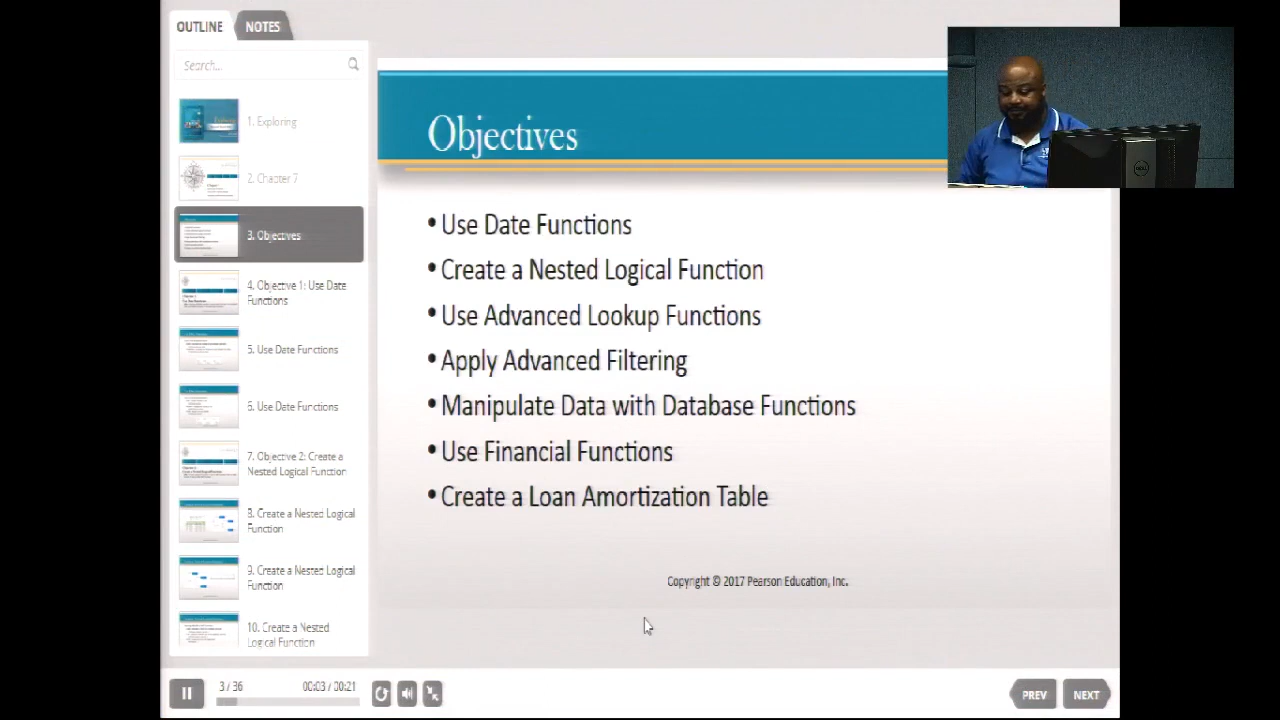 OUTLINE
NOTES
Search...
1. Exploring
2. Chapter 7
3. Objectives
4. Objective 1: Use Date
Functions
5. Use Date Functions
6. Use Date Functions
7. Objective 2: Create a
Nested Logical Function
8. Create a Nested Logical
Function
9. Create a Nested Logical
Function
10. Create a Nested
Logical Function
Objectives
• Use Date Functions
• Create a Nested Logical Function
• Use Advanced Lookup Functions
• Apply Advanced Filtering
• Manipulate Data with Database Functions
• Use Financial Functions
• Create a Loan Amortization Table
Copyright © 2017 Pearson Education, Inc.
DELL
3 / 36
00:03 / 00:21
PREV
NEXT